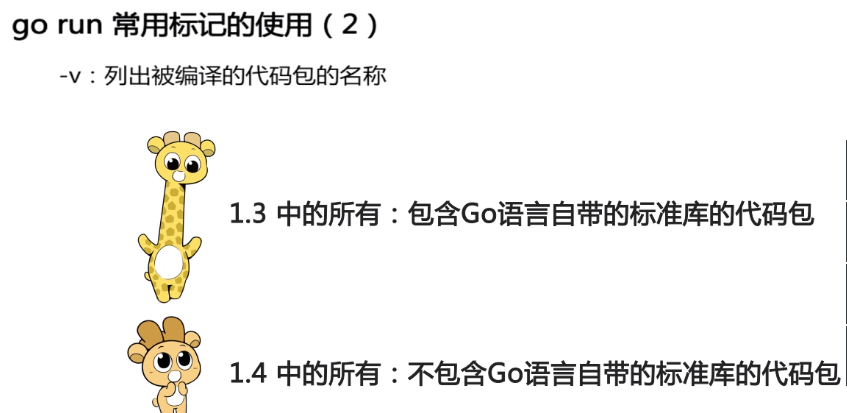 go run 常用标记的使用（2）
-v：列出被编译的代码包的名称
1.3 中的所有：包含Go语言自带的标准库的代码包
1.4 中的所有：不包含Go语言自带的标准库的代码包